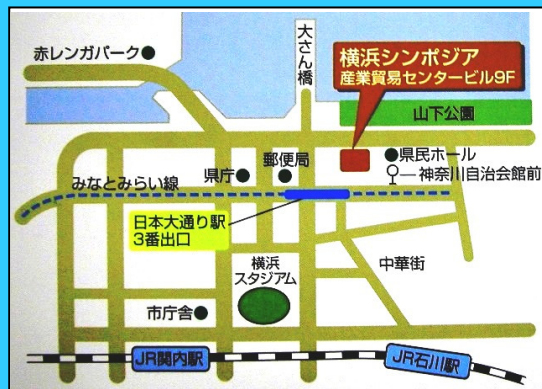 赤レンガパーク
大さん橋
横浜シンポジア
産業貿易センタービル9F
山下公園
県庁
郵便局
県民ホール
神奈川自治会館前
みなとみらい線
日本大通り駅
3番出口
横浜
スタジアム
中華街
市庁舎
JR関内駅
JR石川駅